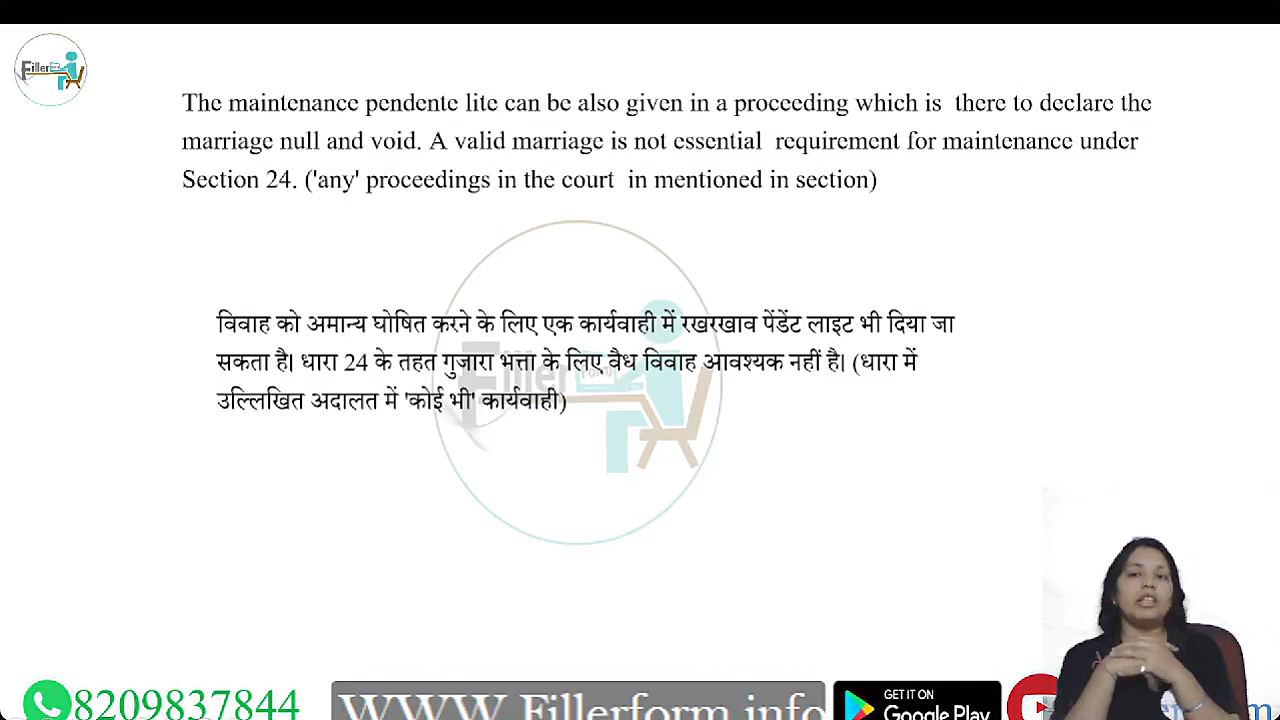 Fillerform
The maintenance pendente lite can be also given in a proceeding which is there to declare the
marriage null and void. A valid marriage is not essential requirement for maintenance under
Section 24. ('any' proceedings in the court in mentioned in section)
विवाह को अमान्य घोषित करने के लिए एक कार्यवाही में रखरखाव पेंडेंट लाइट भी दिया जा
सकता है। धारा 24 के तहत गुजारा भत्ता के लिए वैध विवाह आवश्यक नहीं है। (धारा में
उल्लिखित अदालत में 'कोई भी' कार्यवाही)
8209837844
WWW.Fillerform.info
GET IT ON
Google Play